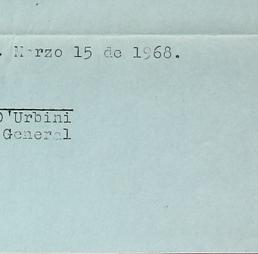 . Marzo 15 de 1968.
D'Urbini
General